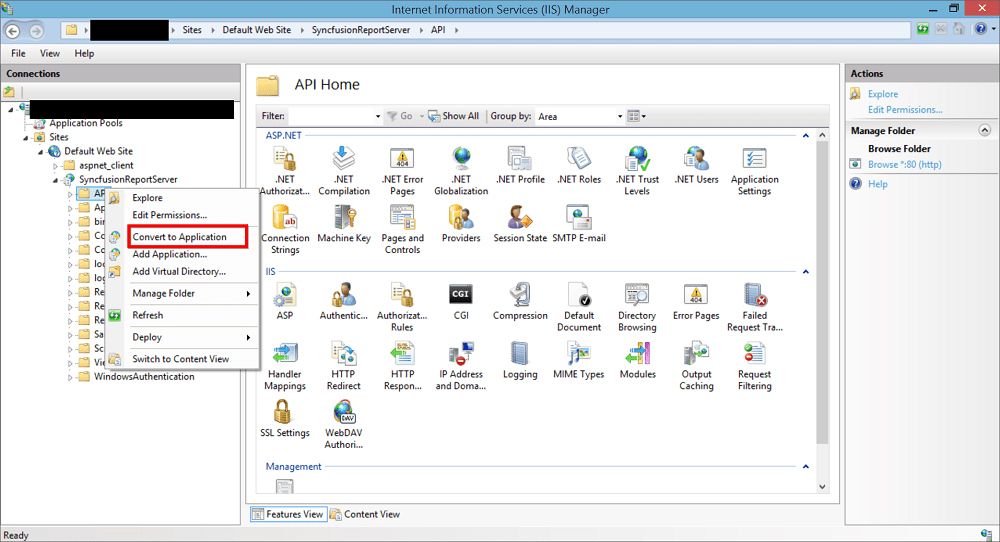 Internet Information Services (IIS) Manager
Sites
Default Web Site
SyncfusionReportServer
API
File
View
Help
Connections
Application Pools
Sites
Default Web Site
aspnet_client
SyncfusionReportServer
AP
Ap
bin
Co
Co
log
log
Re
Re
Re
Sa
Sc
Vi
WindowsAuthentication
Explore
Edit Permissions...
Convert to Application
Add Application...
Add Virtual Directory...
Manage Folder
Refresh
Deploy
Switch to Content View
API Home
Filter:
Go
Show All
Group by:
Area
ASP.NET
.NET Authorizat...
.NET Compilation
.NET Error Pages
.NET Globalization
.NET Profile
.NET Roles
.NET Trust Levels
.NET Users
Application Settings
Connection Strings
Machine Key
Pages and Controls
Providers
Session State
SMTP E-mail
IIS
ASP
Authentic...
Authorizat... Rules
CGI
Compression
Default Document
Directory Browsing
Error Pages
Failed Request Tra...
Handler Mappings
HTTP Redirect
HTTP Respon...
IP Address and Doma...
Logging
MIME Types
Modules
Output Caching
Request Filtering
SSL Settings
WebDAV Authori...
Management
Features View
Content View
Actions
Explore
Edit Permissions...
Manage Folder
Browse Folder
Browse *:80 (http)
Help
Ready